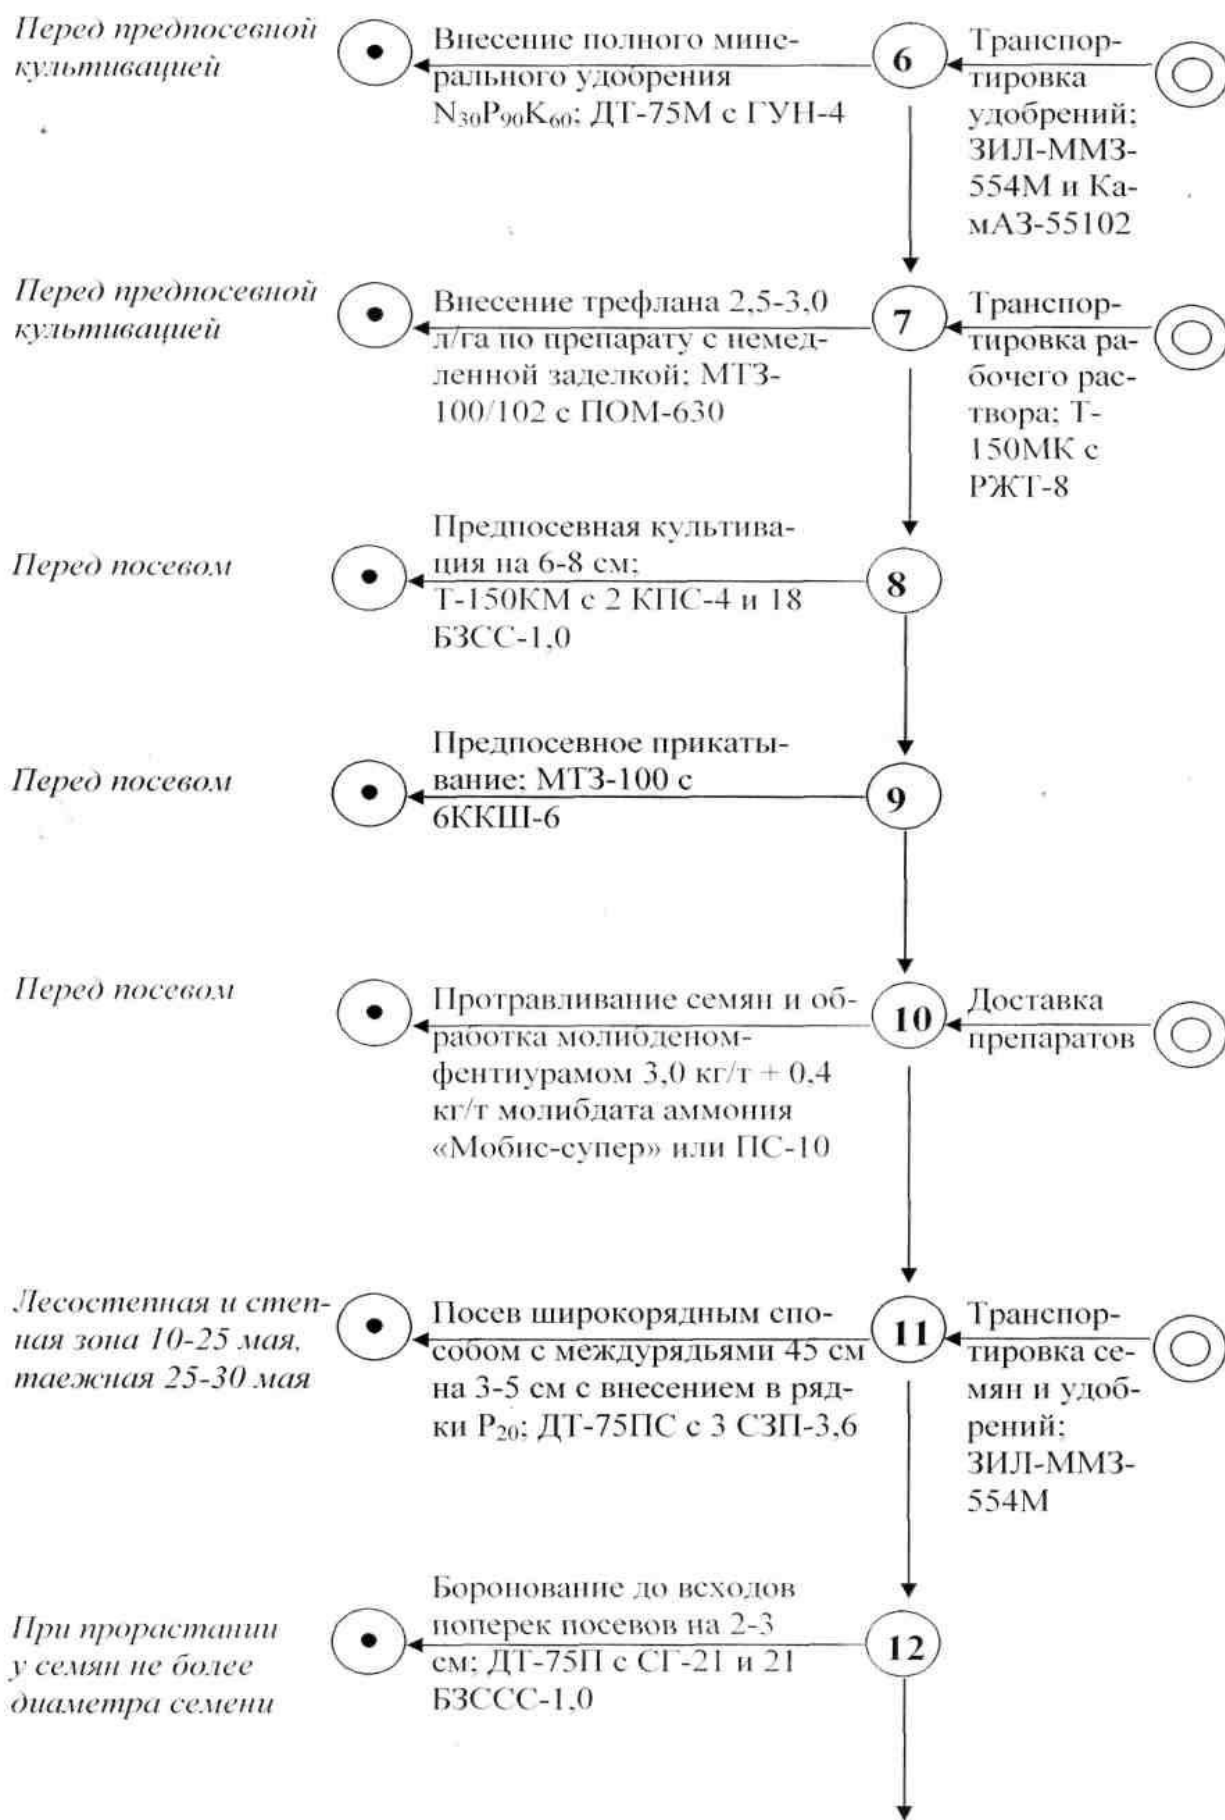 Перед предпосевной
культивацией
Внесение полного мине-
рального удобрения
N₃₀P₉₀K₆₀; ДТ-75М с ГУН-4
6
Транспор-
тировка
удобрений;
ЗИЛ-ММЗ-
554М и Ка-
мАЗ-55102
Перед предпосевной
культивацией
Внесение трефлана 2,5-3,0
л/га по препарату с немед-
ленной заделкой; МТЗ-
100/102 с ПОМ-630
7
Транспор-
тировка ра-
бочего рас-
твора; Т-
150МК с
РЖТ-8
Перед посевом
Предпосевная культива-
ция на 6-8 см;
Т-150КМ с 2 КПС-4 и 18
БЗСС-1,0
8
Перед посевом
Предпосевное прикаты-
вание; МТЗ-100 с
6ККШ-6
9
Перед посевом
Протравливание семян и об-
работка молибденом-
фентиурамом 3,0 кг/т + 0,4
кг/т молибдата аммония
«Мобис-супер» или ПС-10
10
Доставка
препаратов
Лесостепная и степ-
ная зона 10-25 мая,
таежная 25-30 мая
Посев широкорядным спо-
собом с междурядьями 45 см
на 3-5 см с внесением в ряд-
ки P₂₀; ДТ-75ПС с 3 СЗП-3,6
11
Транспор-
тировка се-
мян и удоб-
рений;
ЗИЛ-ММЗ-
554М
При прорастании
у семян не более
диаметра семени
Боронование до всходов
поперек посевов на 2-3
см; ДТ-75П с СГ-21 и 21
БЗССС-1,0
12